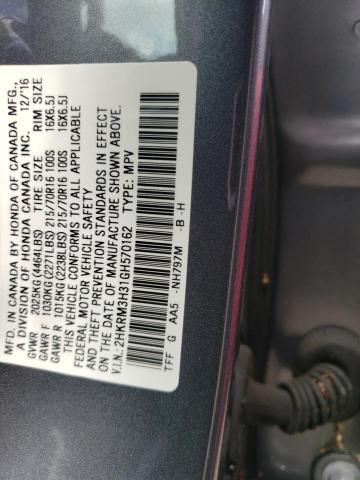 MFD. IN CANADA BY HONDA OF CANADA MFG.,
A DIVISION OF HONDA CANADA INC. 12/16
GVWR 2025KG (4464LBS) TIRE SIZE RIM SIZE
GAWR F 1030KG (2271LBS) 215/70R16 100S 16X6.5J
GAWR R 1015KG (2238LBS) 215/70R16 100S 16X6.5J
THIS VEHICLE CONFORMS TO ALL APPLICABLE
FEDERAL MOTOR VEHICLE SAFETY
AND THEFT PREVENTION STANDARDS IN EFFECT
ON THE DATE OF MANUFACTURE SHOWN ABOVE.
V.I.N: 2HKRM3H31GH570162 TYPE: MPV
TFF G AA5 -NH797M -B -H